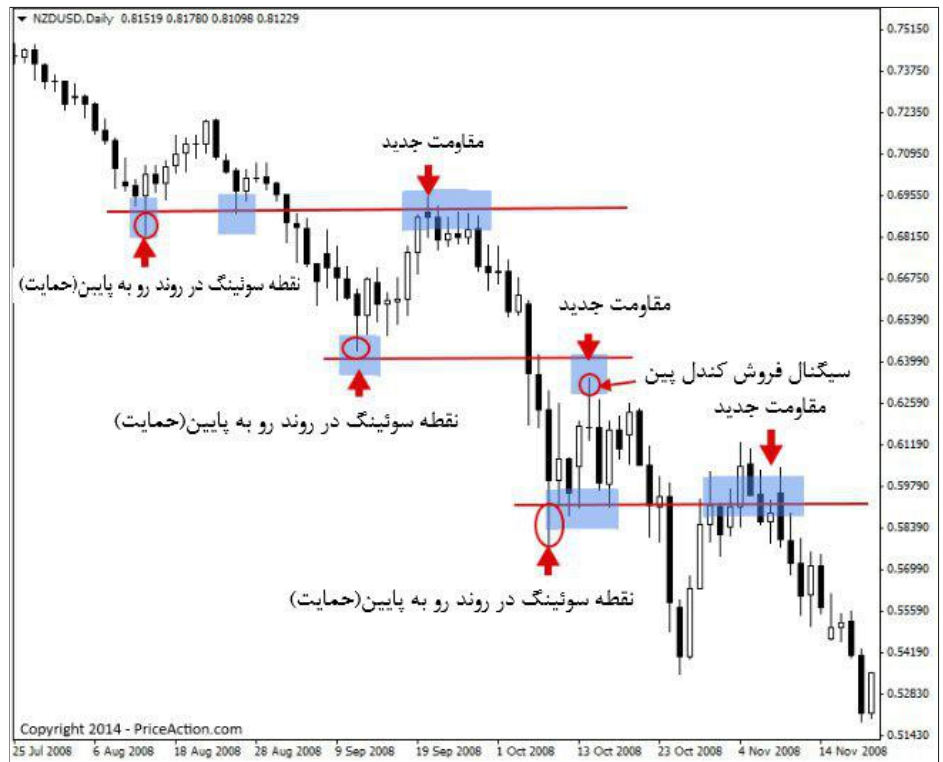 NZDUSD,Daily 0.81519 0.81780 0.81098 0.81229
0.75150
0.73750
0.72350
0.70950
0.69550
0.68150
0.66750
0.65390
0.63990
0.62590
0.61190
0.59790
0.58390
0.56990
0.55590
0.54190
0.52830
0.51430
مقاومت جدید
نقطه سوئینگ در روند رو به پایین(حمایت)
مقاومت جدید
سیگنال فروش کندل پین
مقاومت جدید
نقطه سوئینگ در روند رو به پایین(حمایت)
نقطه سوئینگ در روند رو به پایین(حمایت)
Copyright 2014 - PriceAction.com
25 Jul 2008 6 Aug 2008 18 Aug 2008 28 Aug 2008 9 Sep 2008 19 Sep 2008 1 Oct 2008 13 Oct 2008 23 Oct 2008 4 Nov 2008 14 Nov 2008